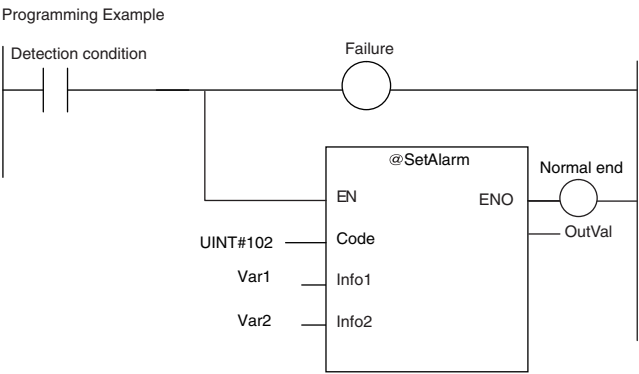 Programming Example
Detection condition
Failure
@SetAlarm
Normal end
EN
ENO
UINT#102
Code
OutVal
Var1
Info1
Var2
Info2